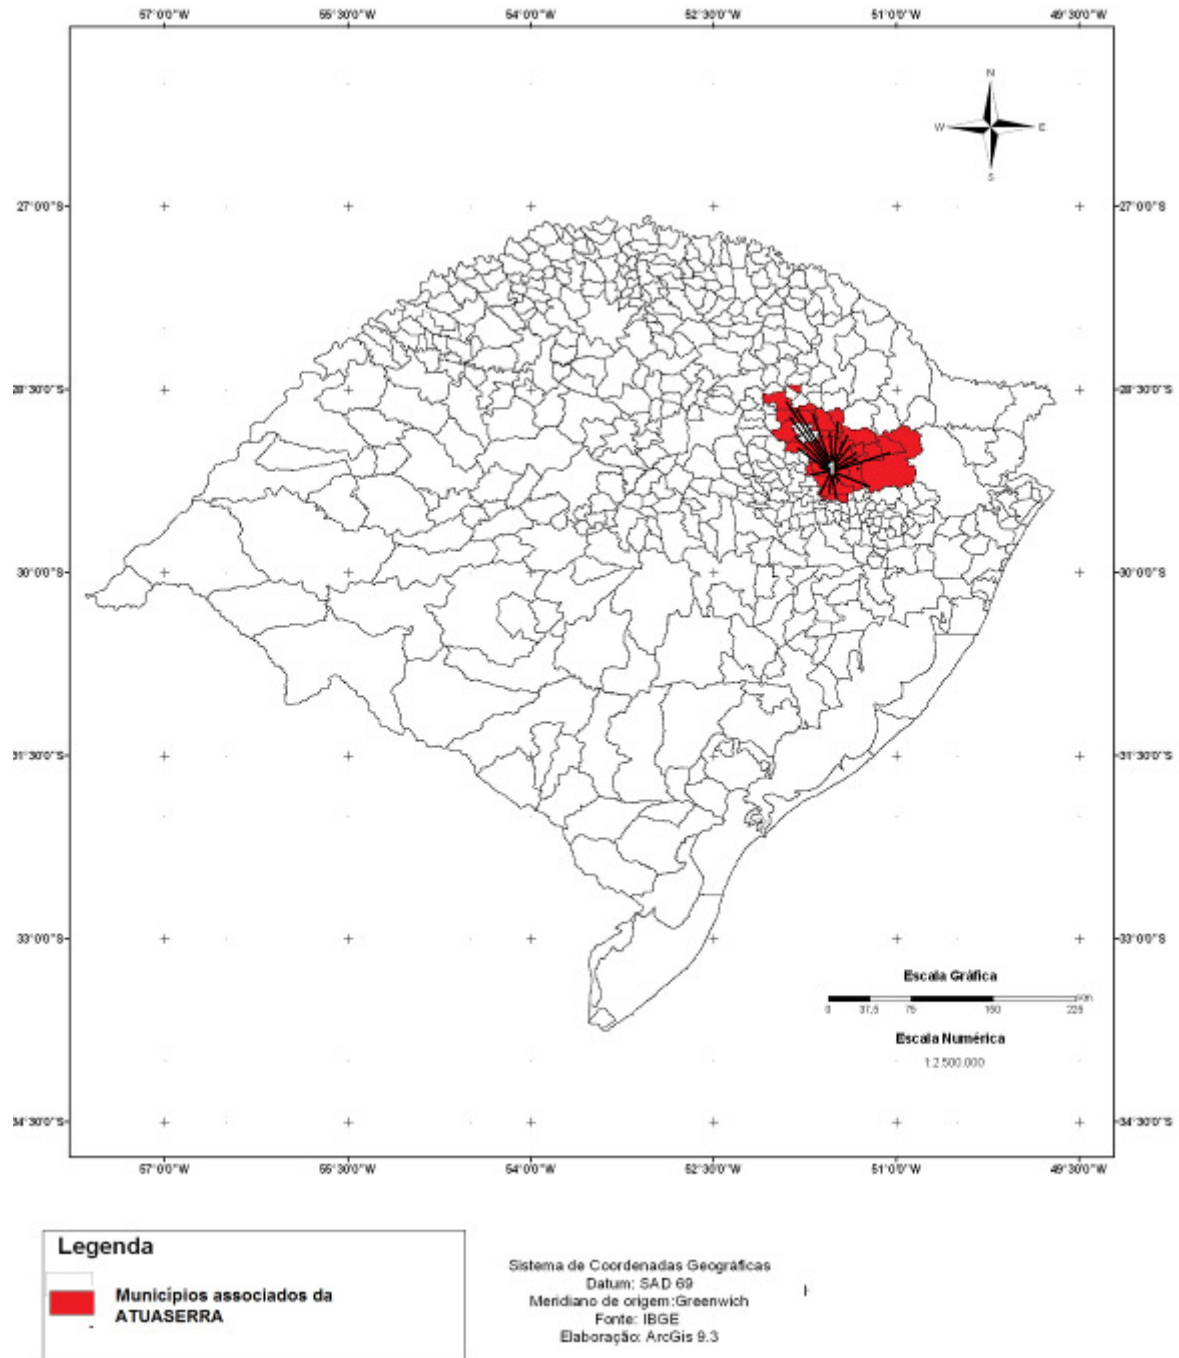 57°0'0"W 55°30'0"W 54°0'0"W 52°30'0"W 51°0'0"W 49°30'0"W
N
W E
S
27°0'0"S 27°0'0"S
28°30'0"S 28°30'0"S
1
30°0'0"S 30°0'0"S
31°30'0"S 31°30'0"S
33°0'0"S 33°0'0"S
Escala Gráfica
Km
0 37,5 75 150 225
Escala Numérica
1:2.500.000
34°30'0"S 34°30'0"S
57°0'0"W 55°30'0"W 54°0'0"W 52°30'0"W 51°0'0"W 49°30'0"W
Legenda
Municípios associados da
ATUASERRA
Sistema de Coordenadas Geográficas
Datum: SAD 69
Meridiano de origem:Greenwich
Fonte: IBGE
Elaboração: ArcGis 9.3